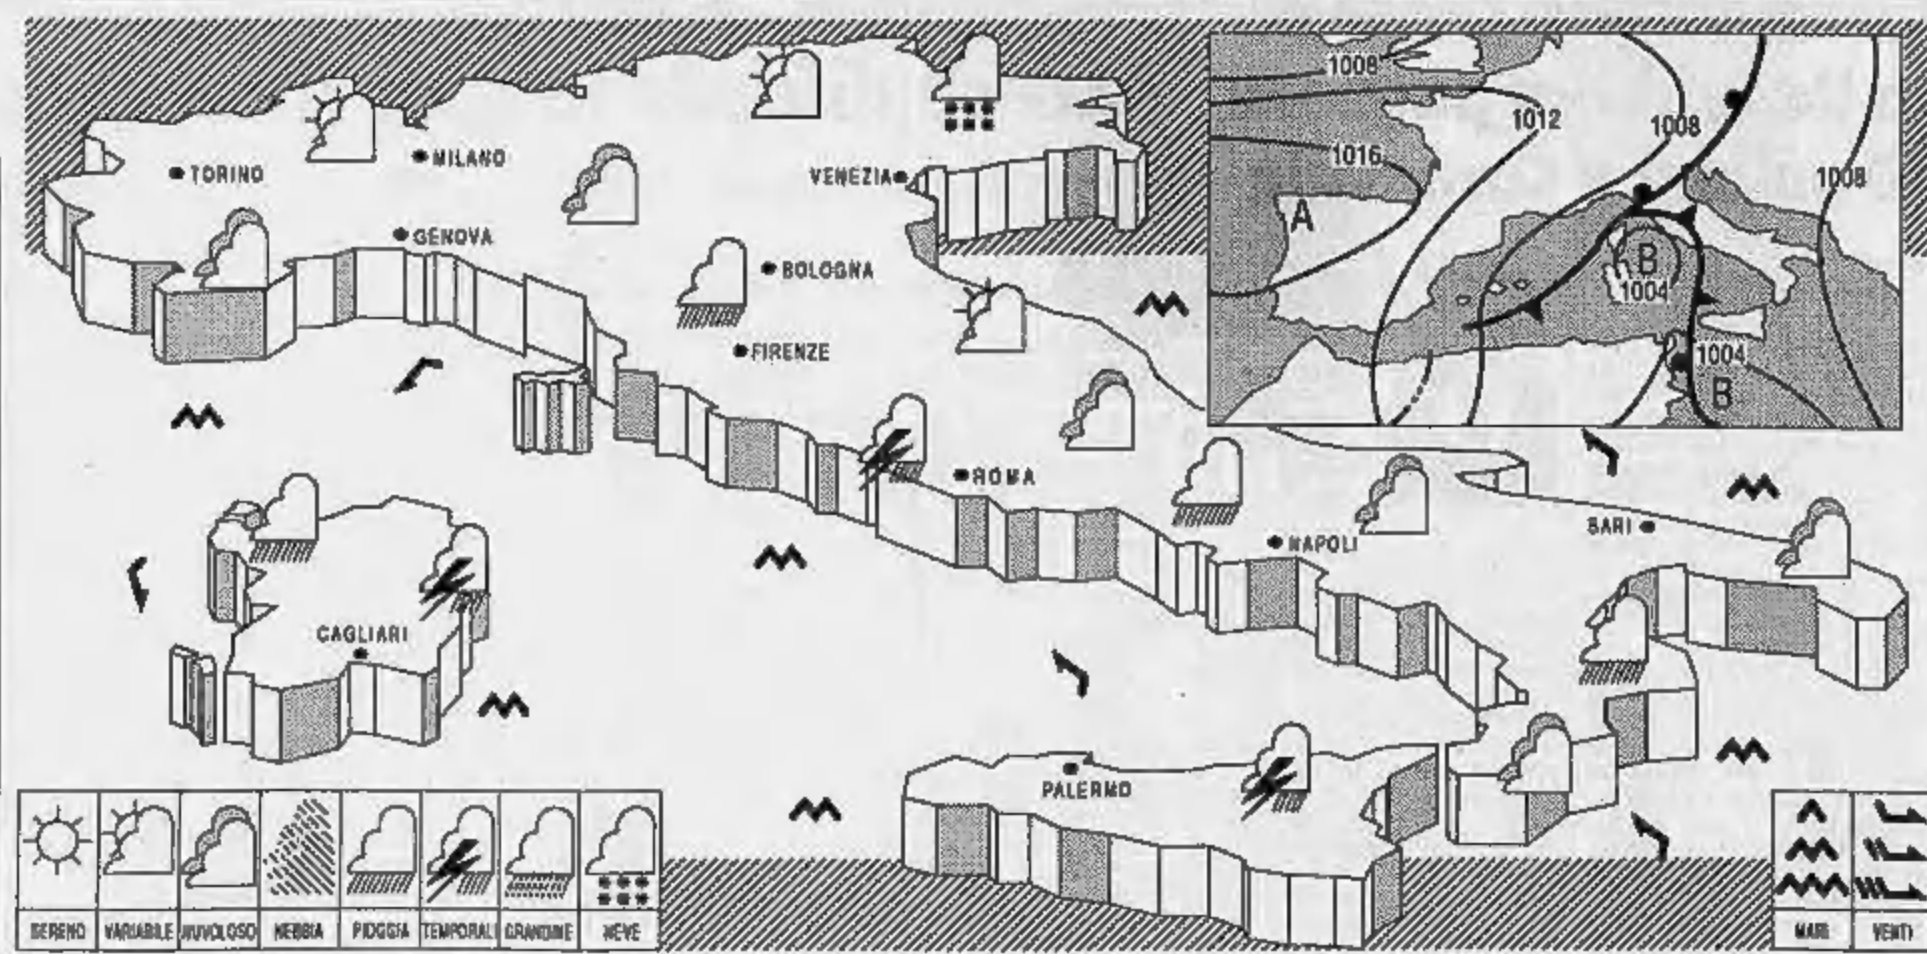 1008
1012
1008
1016
1008
A
B
1004
1004
B
TORINO
MILANO
VENEZIA
GENOVA
BOLOGNA
FIRENZE
ROMA
NAPOLI
BARI
CAGLIARI
PALERMO
SERENO VARIABILE NUVOLOSO NEBBIA PIOGGIA TEMPORALI GRANDINE NEVE
MARI VENTI